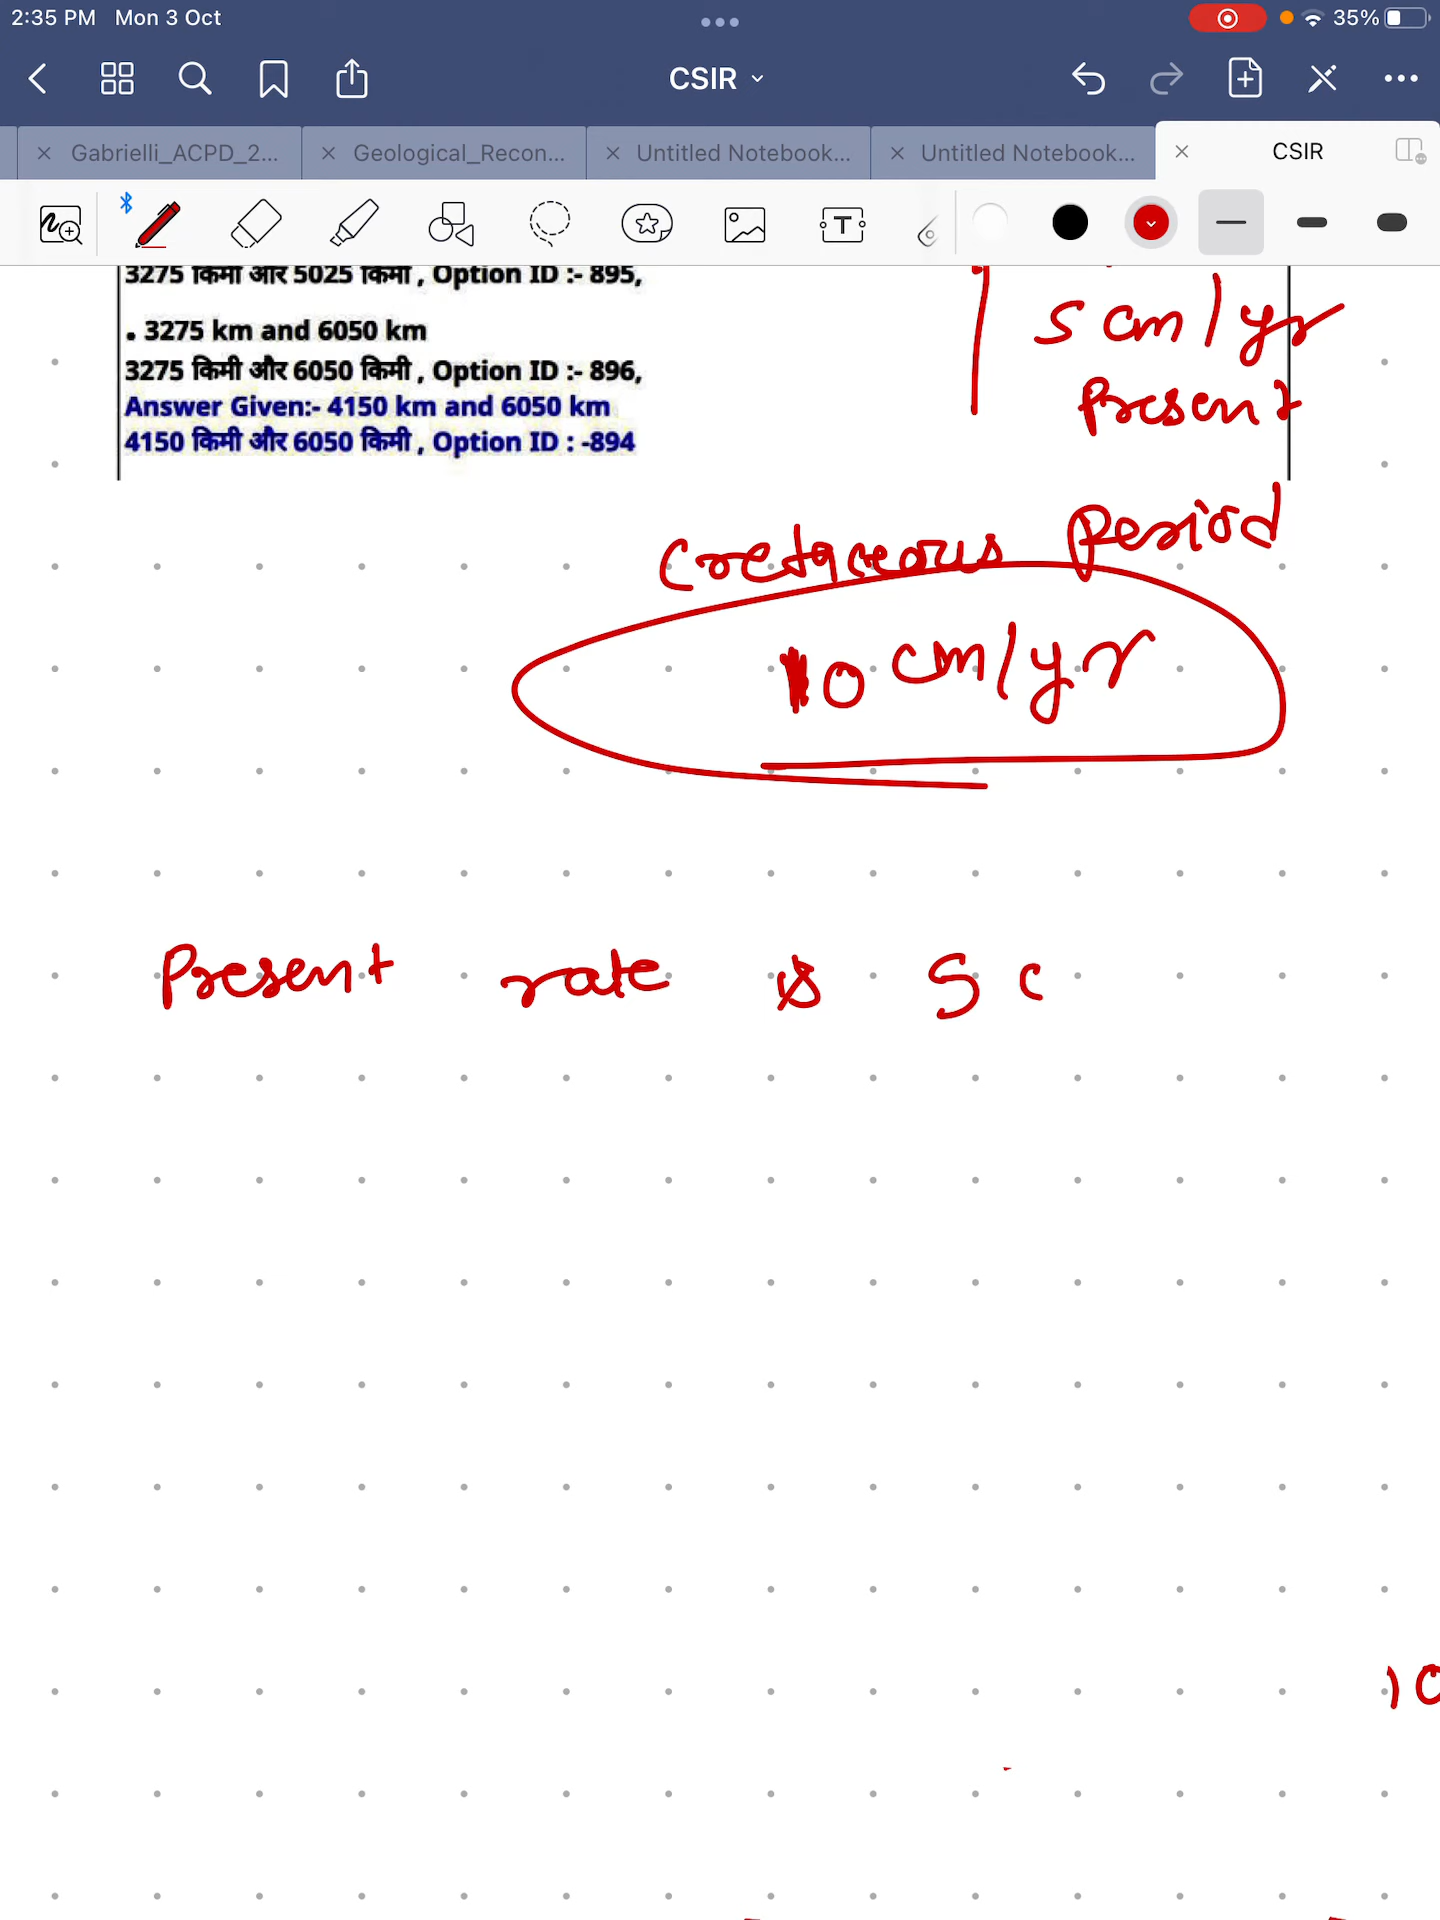 2:35 PM Mon 3 Oct
35%
CSIR
Gabrielli_ACPD_2...
Geological_Recon...
Untitled Notebook...
Untitled Notebook...
CSIR
T
3275 किमी और 5025 किमी , Option ID :- 895,
. 3275 km and 6050 km
3275 किमी और 6050 किमी , Option ID :- 896,
Answer Given:- 4150 km and 6050 km
4150 किमी और 6050 किमी , Option ID : -894
5 cm/yr
Present
Cretaceous Period
10 cm/yr
Present rate is 5 c
10